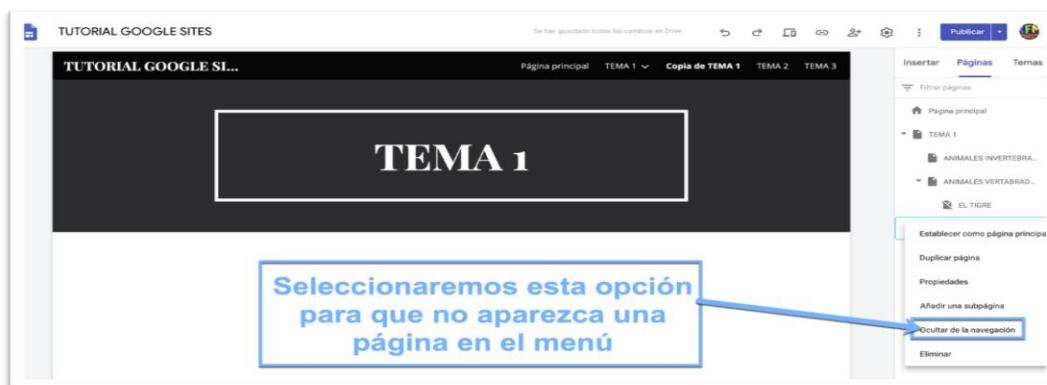 TUTORIAL GOOGLE SITES
Se han guardado todos los cambios en Drive
Publicar
TUTORIAL GOOGLE SI...
Página principal TEMA 1 Copia de TEMA 1 TEMA 2 TEMA 3
Insertar Páginas Temas
Filtrar páginas
Página principal
TEMA 1
ANIMALES INVERTEBRA...
ANIMALES VERTABRAD...
EL TIGRE
TEMA 1
Establecer como página principa
Duplicar página
Propiedades
Añadir una subpágina
Ocultar de la navegación
Eliminar
Seleccionaremos esta opción
para que no aparezca una
página en el menú